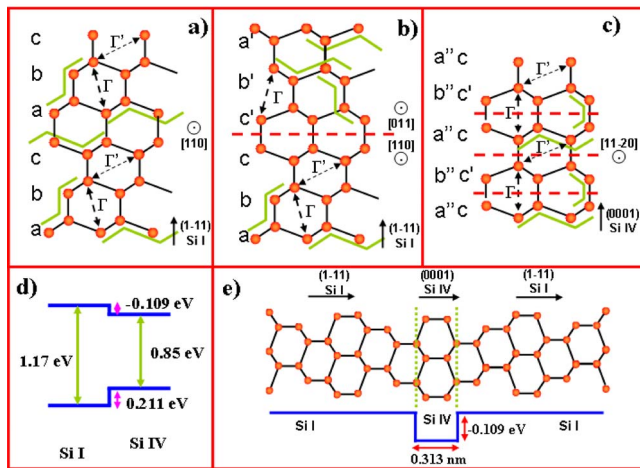 a)
c
Γ'
b
Γ
a
[110]
c
Γ'
b
Γ
a
(1-11)
Si I
b)
a'
b'
Γ
c'
[011]
[110]
c
Γ'
b
Γ
a
(1-11)
Si I
c)
a'' c
Γ'
b'' c'
Γ
a'' c
[11-20]
Γ'
b'' c'
Γ
a'' c
(0001)
Si IV
d)
-0.109 eV
1.17 eV
0.85 eV
0.211 eV
Si I
Si IV
e)
(1-11)
Si I
(0001)
Si IV
(1-11)
Si I
Si I
Si IV
Si I
-0.109 eV
0.313 nm